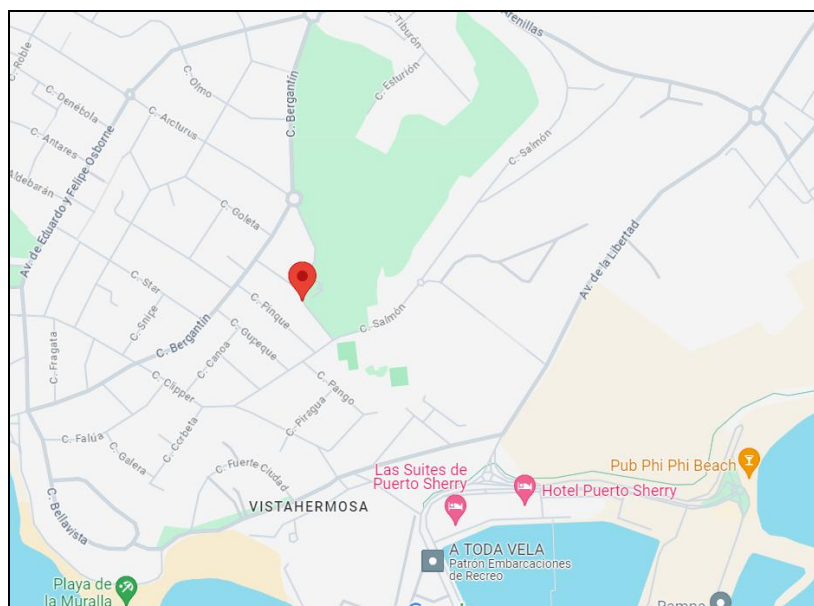 C. Roble
C. Olmo
C. Denébola
C. Arcturus
C. Antares
Aldebarán
Av. de Eduardo y Felipe Osborne
C. Bergantín
C. Tiburón
C. Esturión
Arenillas
C. Salmón
C. Goleta
Av. de la Libertad
C. Star
C. Snipe
C. Pinque
C. Gupeque
C. Salmón
C. Bergantín
C. Canoa
C. Fragata
C. Clipper
C. Pango
C. Piragua
C. Corbeta
C. Falúa
C. Galera
C. Fuerte Ciudad
C. Bellavista
VISTAHERMOSA
Las Suites de
Puerto Sherry
Hotel Puerto Sherry
Pub Phi Phi Beach
A TODA VELA
Patrón Embarcaciones
de Recreo
Playa de
la Muralla